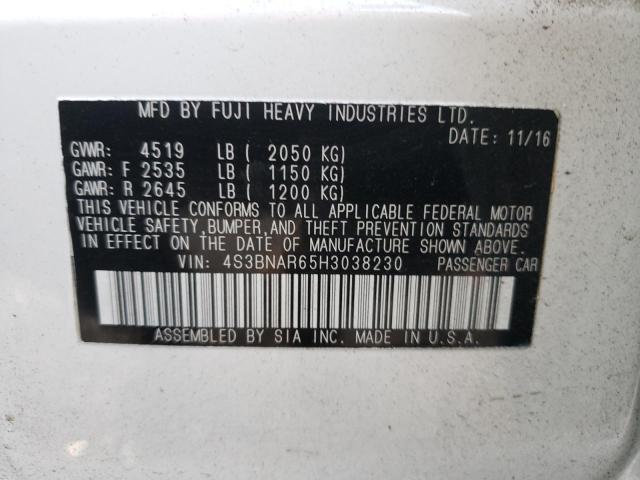 MFD BY FUJI HEAVY INDUSTRIES LTD.
DATE: 11/16
GVWR: 4519 LB ( 2050 KG)
GAWR: F 2535 LB ( 1150 KG)
GAWR: R 2645 LB ( 1200 KG)
THIS VEHICLE CONFORMS TO ALL APPLICABLE FEDERAL MOTOR
VEHICLE SAFETY, BUMPER, AND THEFT PREVENTION STANDARDS
IN EFFECT ON THE DATE OF MANUFACTURE SHOWN ABOVE.
VIN: 4S3BNAR65H3038230 PASSENGER CAR
ASSEMBLED BY SIA INC. MADE IN U.S.A.